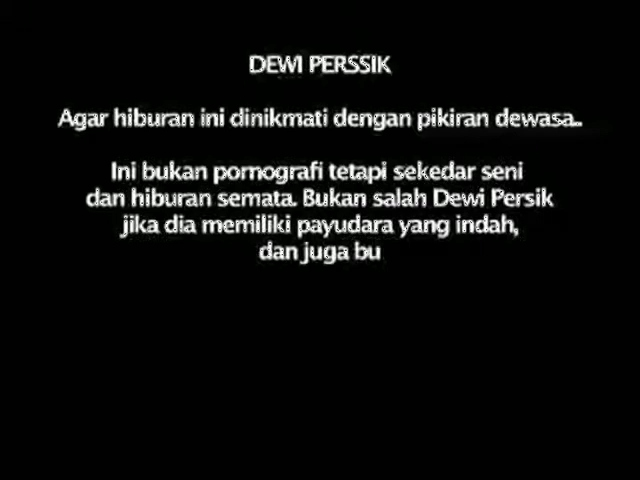 DEWI PERSSIK
Agar hiburan ini dinikmati dengan pikiran dewasa..
Ini bukan pornografi tetapi sekedar seni
dan hiburan semata. Bukan salah Dewi Persik
jika dia memiliki payudara yang indah,
dan juga bu